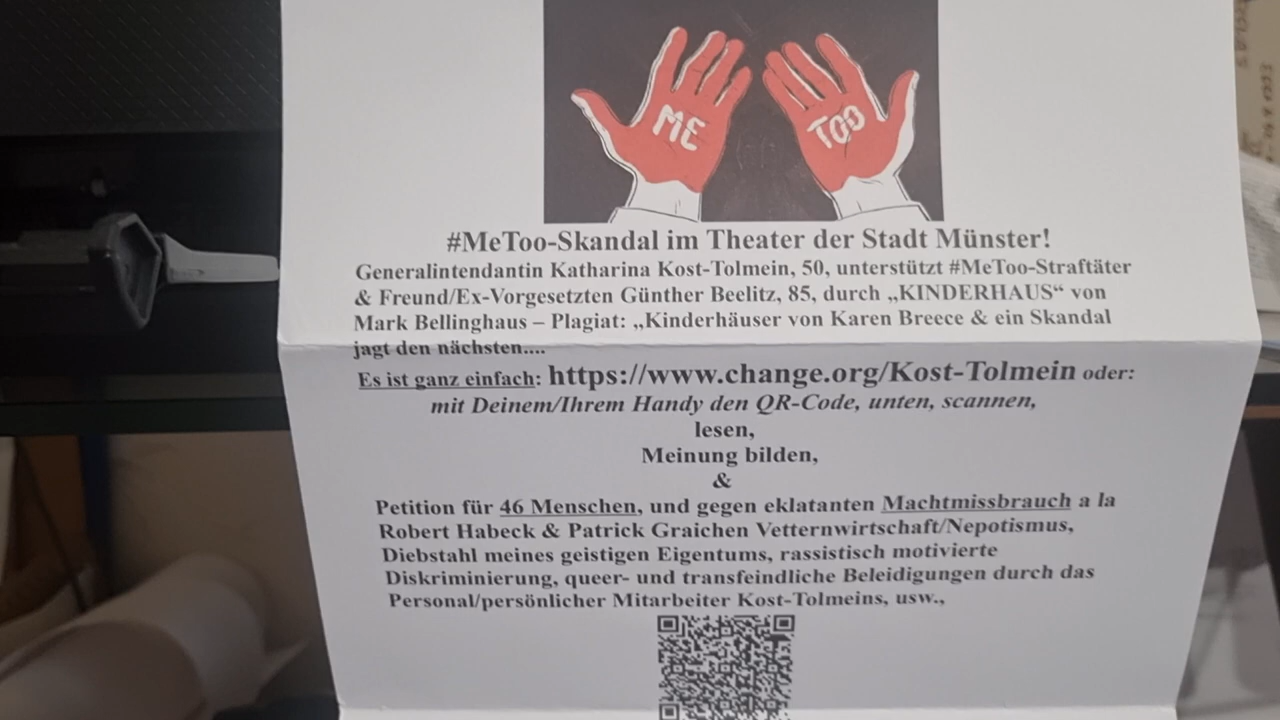 ME
TOO
#MeToo-Skandal im Theater der Stadt Münster!
Generalintendantin Katharina Kost-Tolmein, 50, unterstützt #MeToo-Straftäter
& Freund/Ex-Vorgesetzten Günther Beelitz, 85, durch „KINDERHAUS“ von
Mark Bellinghaus – Plagiat: „Kinderhäuser von Karen Breece & ein Skandal
jagt den nächsten....
Es ist ganz einfach: https://www.change.org/Kost-Tolmein oder:
mit Deinem/Ihrem Handy den QR-Code, unten, scannen,
lesen,
Meinung bilden,
&
Petition für 46 Menschen, und gegen eklatanten Machtmissbrauch a la
Robert Habeck & Patrick Graichen Vetternwirtschaft/Nepotismus,
Diebstahl meines geistigen Eigentums, rassistisch motivierte
Diskriminierung, queer- und transfeindliche Beleidigungen durch das
Personal/persönlicher Mitarbeiter Kost-Tolmeins, usw.,